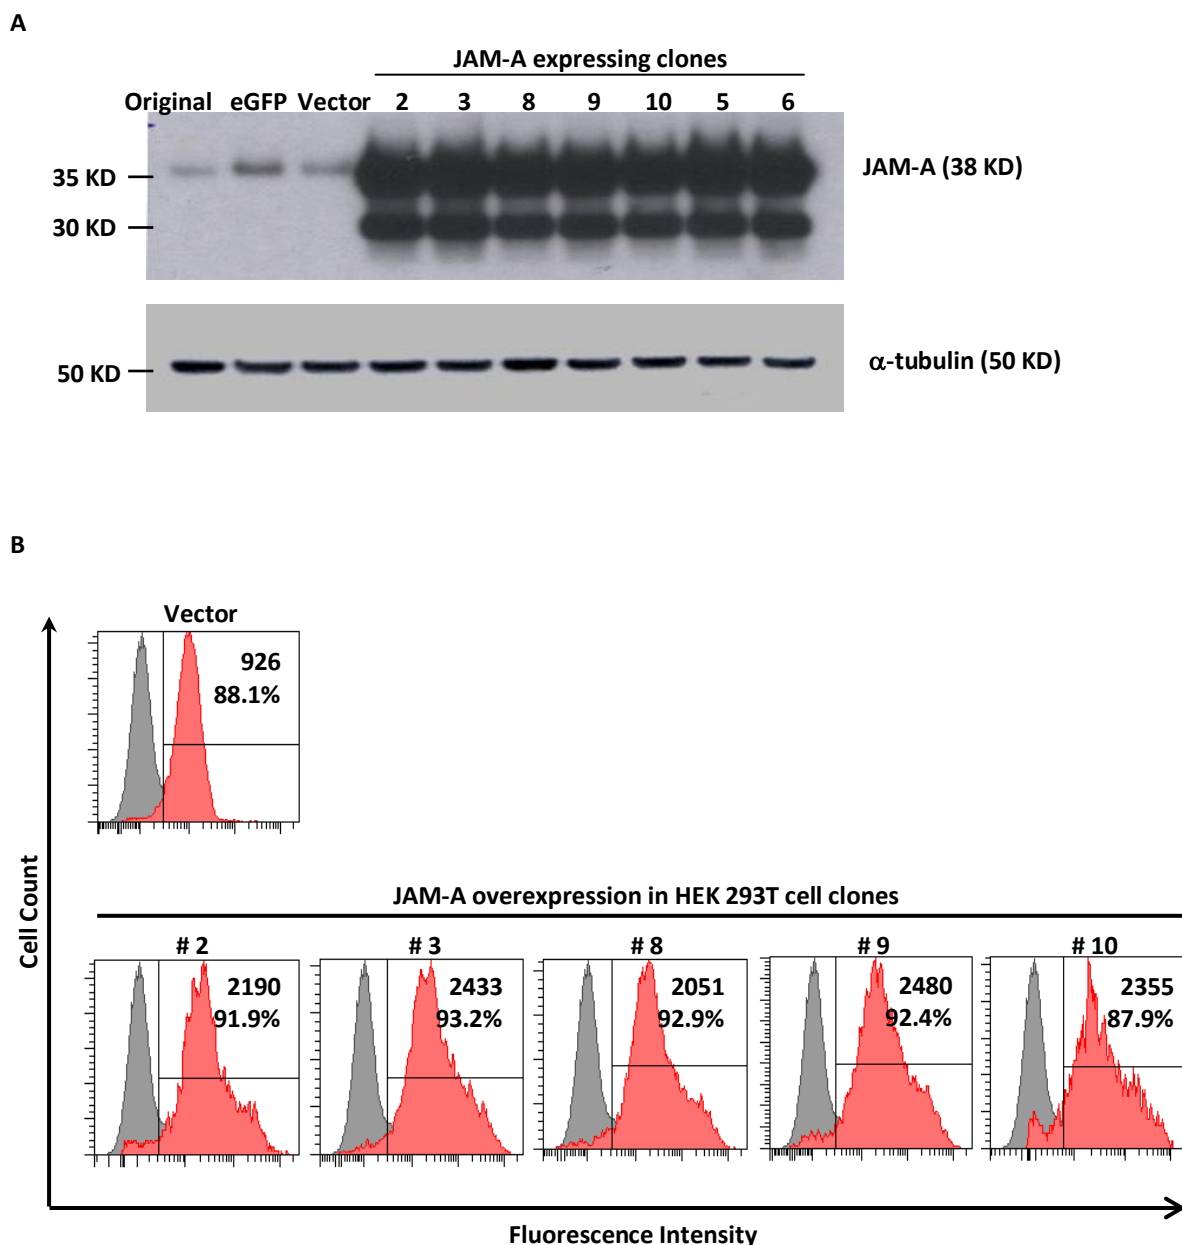 A
JAM-A expressing clones
Original eGFP Vector 2 3 8 9 10 5 6
35 KD
JAM-A (38 KD)
30 KD
50 KD
α-tubulin (50 KD)
B
Vector
926
88.1%
Cell Count
JAM-A overexpression in HEK 293T cell clones
# 2 # 3 # 8 # 9 # 10
2190 2433 2051 2480 2355
91.9% 93.2% 92.9% 92.4% 87.9%
Fluorescence Intensity